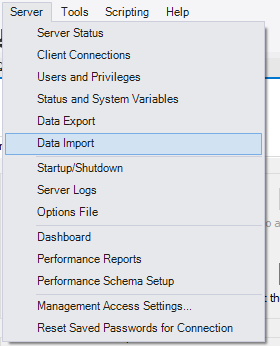 Server Tools Scripting Help
Server Status
Client Connections
Users and Privileges
Status and System Variables
Data Export
Data Import
Startup/Shutdown
Server Logs
Options File
Dashboard
Performance Reports
Performance Schema Setup
Management Access Settings...
Reset Saved Passwords for Connection